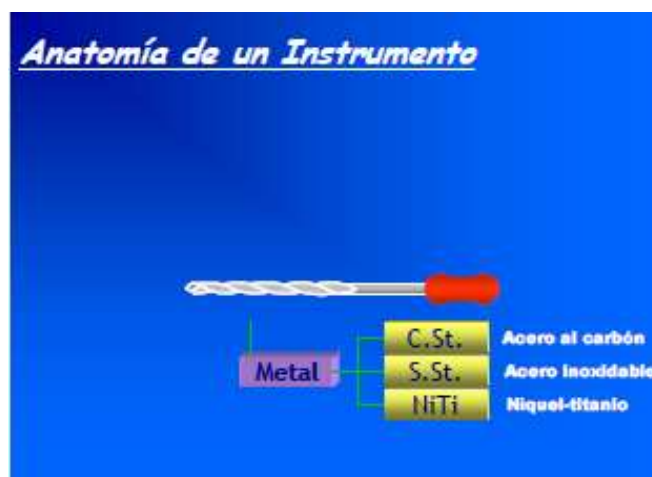 Anatomía de un Instrumento
C.St. Acero al carbón
Metal S.St. Acero inoxidable
NiTi Niquel-titanio